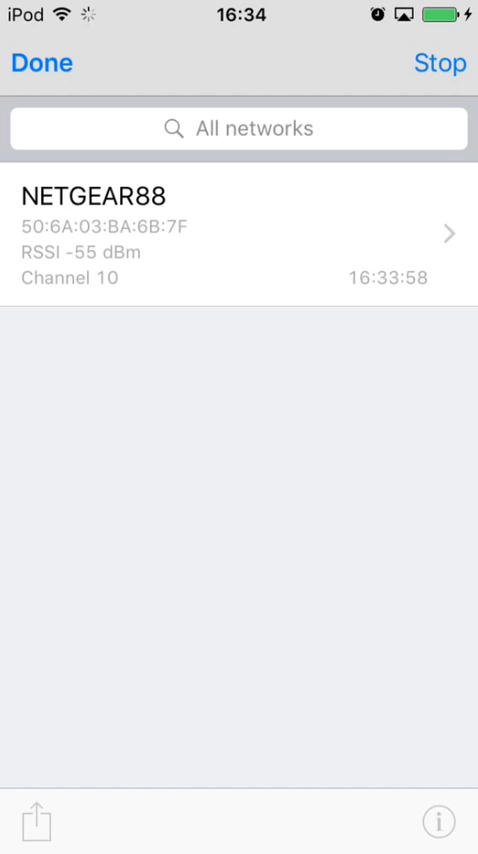 iPod 16:34
Done Stop
All networks
NETGEAR88
50:6A:03:BA:6B:7F
RSSI -55 dBm
Channel 10 16:33:58